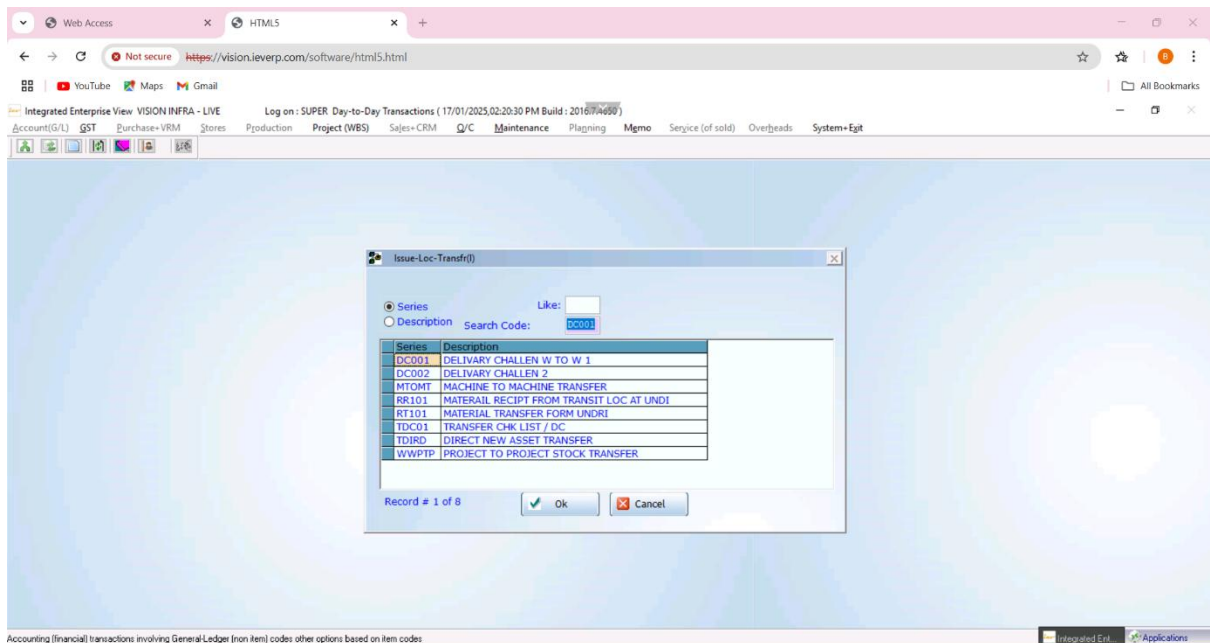 Web Access HTML5
Not secure https://vision.ieverp.com/software/html5.html B
YouTube Maps Gmail All Bookmarks
Integrated Enterprise View VISION INFRA - LIVE Log on : SUPER Day-to-Day Transactions ( 17/01/2025,02:20:30 PM Build : 2016.7.4650 )
Account(G/L) GST Purchase+VRM Stores Production Project (WBS) Sales+CRM Q/C Maintenance Planning Memo Service (of sold) Overheads System+Exit
Issue-Loc-Transfr(I)
Series Like:
Description Search Code: DC001
Series Description
DC001 DELIVARY CHALLEN W TO W 1
DC002 DELIVARY CHALLEN 2
MTOMT MACHINE TO MACHINE TRANSFER
RR101 MATERAIL RECIPT FROM TRANSIT LOC AT UNDI
RT101 MATERIAL TRANSFER FORM UNDRI
TDC01 TRANSFER CHK LIST / DC
TDIRD DIRECT NEW ASSET TRANSFER
WWPTP PROJECT TO PROJECT STOCK TRANSFER
Record # 1 of 8 Ok Cancel
Accounting (financial) transactions involving General-Ledger (non item) codes other options based on item codes Integrated Ent... Applications